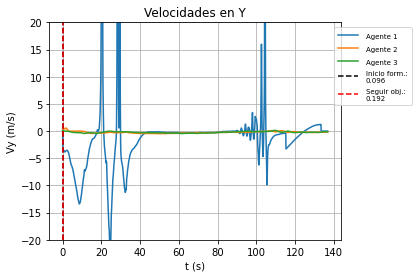 Velocidades en Y
Vy (m/s)
20
15
10
5
0
−5
−10
−15
−20
0
20
40
60
80
100
120
140
t (s)
Agente 1
Agente 2
Agente 3
Inicio form.:
0.096
Seguir obj.:
0.192